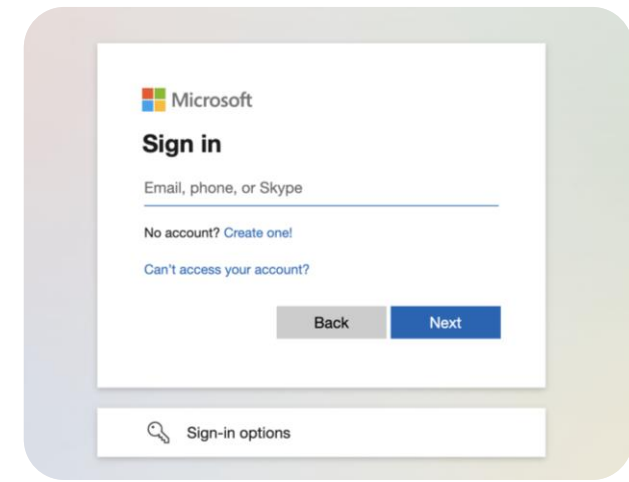 Microsoft
Sign in
Email, phone, or Skype
No account? Create one!
Can't access your account?
Back Next
Sign-in options